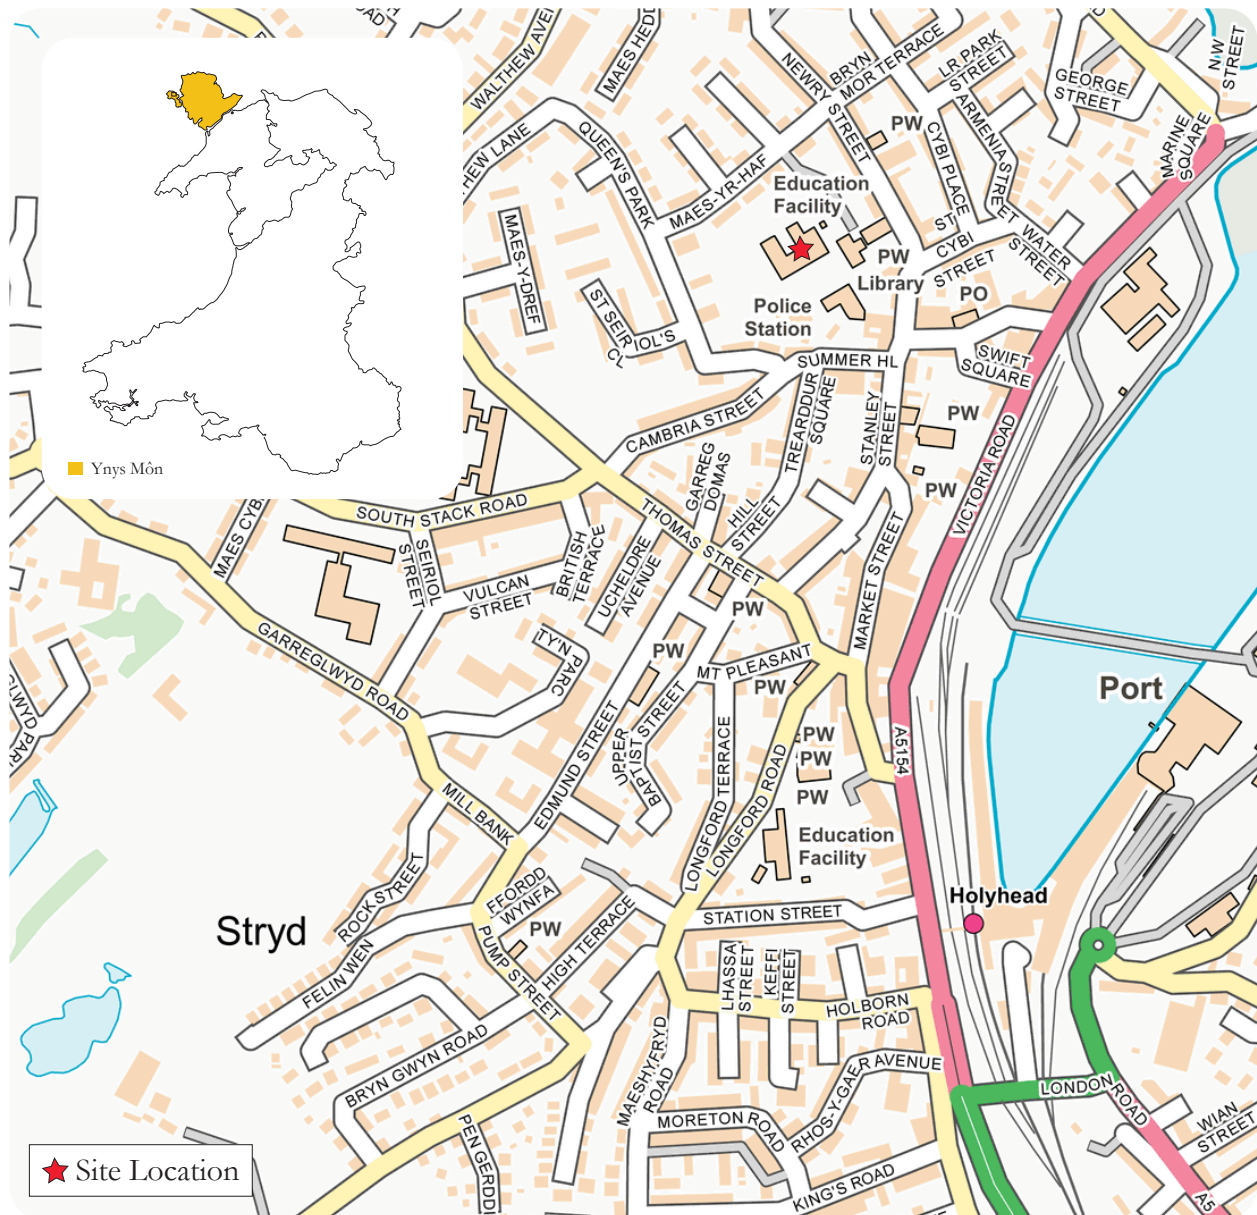 ROAD
WALTHEW AVE
MAES HEDD
BRYN
MOR TERRACE
LR PARK
STREET
GEORGE
STREET
N W
STREET
MARINE
SQUARE
NEWRY STREET
PW
ARMENIA STREET
CYBI PLACE
HEW LANE
QUEEN'S PARK
MAES-YR-HAF
Education
Facility
ST
CYBI
STREET
WATER
STREET
MAES-Y-DREF
PW
Library
PO
Police
Station
ST SEIRIOL'S
CL
SUMMER HL
SWIFT
SQUARE
CAMBRIA STREET
TREARDDUR
SQUARE
STANLEY
STREET
PW
VICTORIA ROAD
Ynys Môn
GARREG
DOMAS
PW
SOUTH STACK ROAD
MAES CYBI
THOMAS STREET
HILL
STREET
MARKET STREET
SEIRIOL
STREET
BRITISH
TERRACE
UCHELDRE
AVENUE
VULCAN
STREET
PW
GARREGLWYD ROAD
TY'N
PARC
PW
MT PLEASANT
PW
Port
GLWYD PARK
UPPER
BAPTIST STREET
EDMUND STREET
LONGFORD TERRACE
LONGFORD ROAD
PW
PW
A5154
MILL BANK
PW
Education
Facility
ROCK STREET
FFORDD
WYNFA
Holyhead
STATION STREET
Stryd
PW
HIGH TERRACE
FELIN WEN
PUMP STREET
LHASSA
STREET
KEFFI
STREET
HOLBORN
ROAD
BRYN GWYN ROAD
MAESHYFRYD
ROAD
RHOS-Y-GAER AVENUE
LONDON
ROAD
MORETON ROAD
PEN GERDDI
KING'S ROAD
WIAN
STREET
A5
Site Location